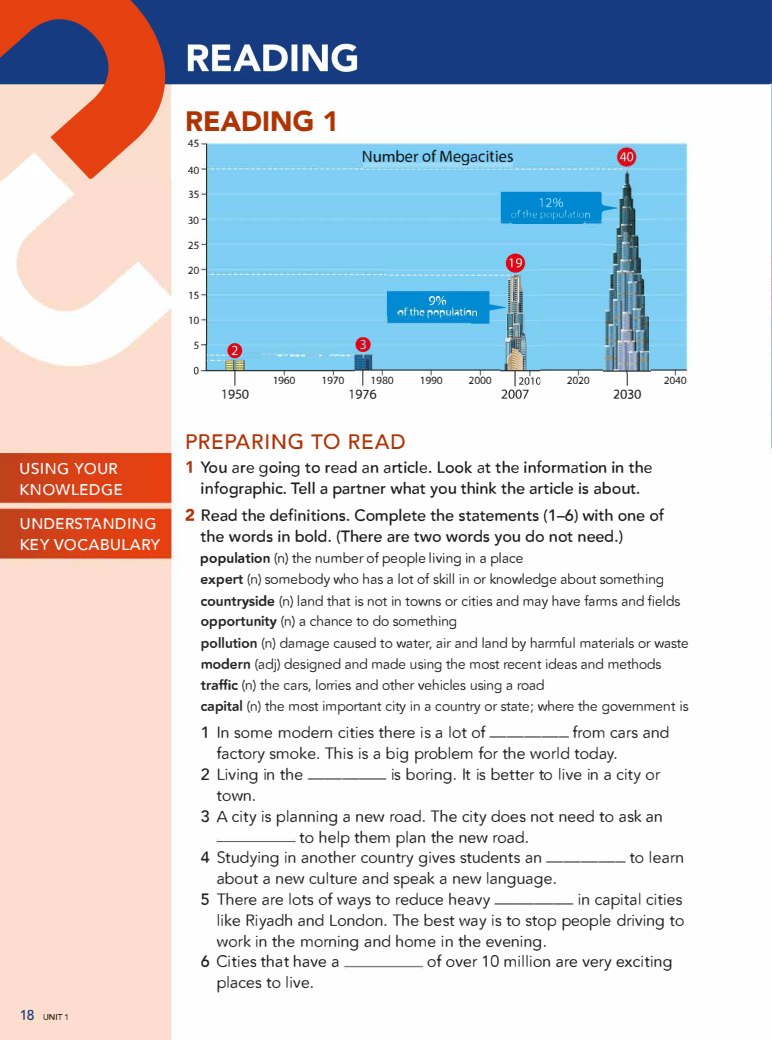 READING
READING 1
Number of Megacities
45
40
35
30
25
20
15
10
5
0
2
3
19
40
9%
of the population
12%
of the population
1960 1970 1980 1990 2000 2010 2020 2040
1950 1976 2007 2030
PREPARING TO READ
USING YOUR
KNOWLEDGE
1 You are going to read an article. Look at the information in the
infographic. Tell a partner what you think the article is about.
UNDERSTANDING
KEY VOCABULARY
2 Read the definitions. Complete the statements (1–6) with one of
the words in bold. (There are two words you do not need.)
population (n) the number of people living in a place
expert (n) somebody who has a lot of skill in or knowledge about something
countryside (n) land that is not in towns or cities and may have farms and fields
opportunity (n) a chance to do something
pollution (n) damage caused to water, air and land by harmful materials or waste
modern (adj) designed and made using the most recent ideas and methods
traffic (n) the cars, lorries and other vehicles using a road
capital (n) the most important city in a country or state; where the government is
1 In some modern cities there is a lot of __________ from cars and
factory smoke. This is a big problem for the world today.
2 Living in the __________ is boring. It is better to live in a city or
town.
3 A city is planning a new road. The city does not need to ask an
__________ to help them plan the new road.
4 Studying in another country gives students an __________ to learn
about a new culture and speak a new language.
5 There are lots of ways to reduce heavy __________ in capital cities
like Riyadh and London. The best way is to stop people driving to
work in the morning and home in the evening.
6 Cities that have a __________ of over 10 million are very exciting
places to live.
18 UNIT 1